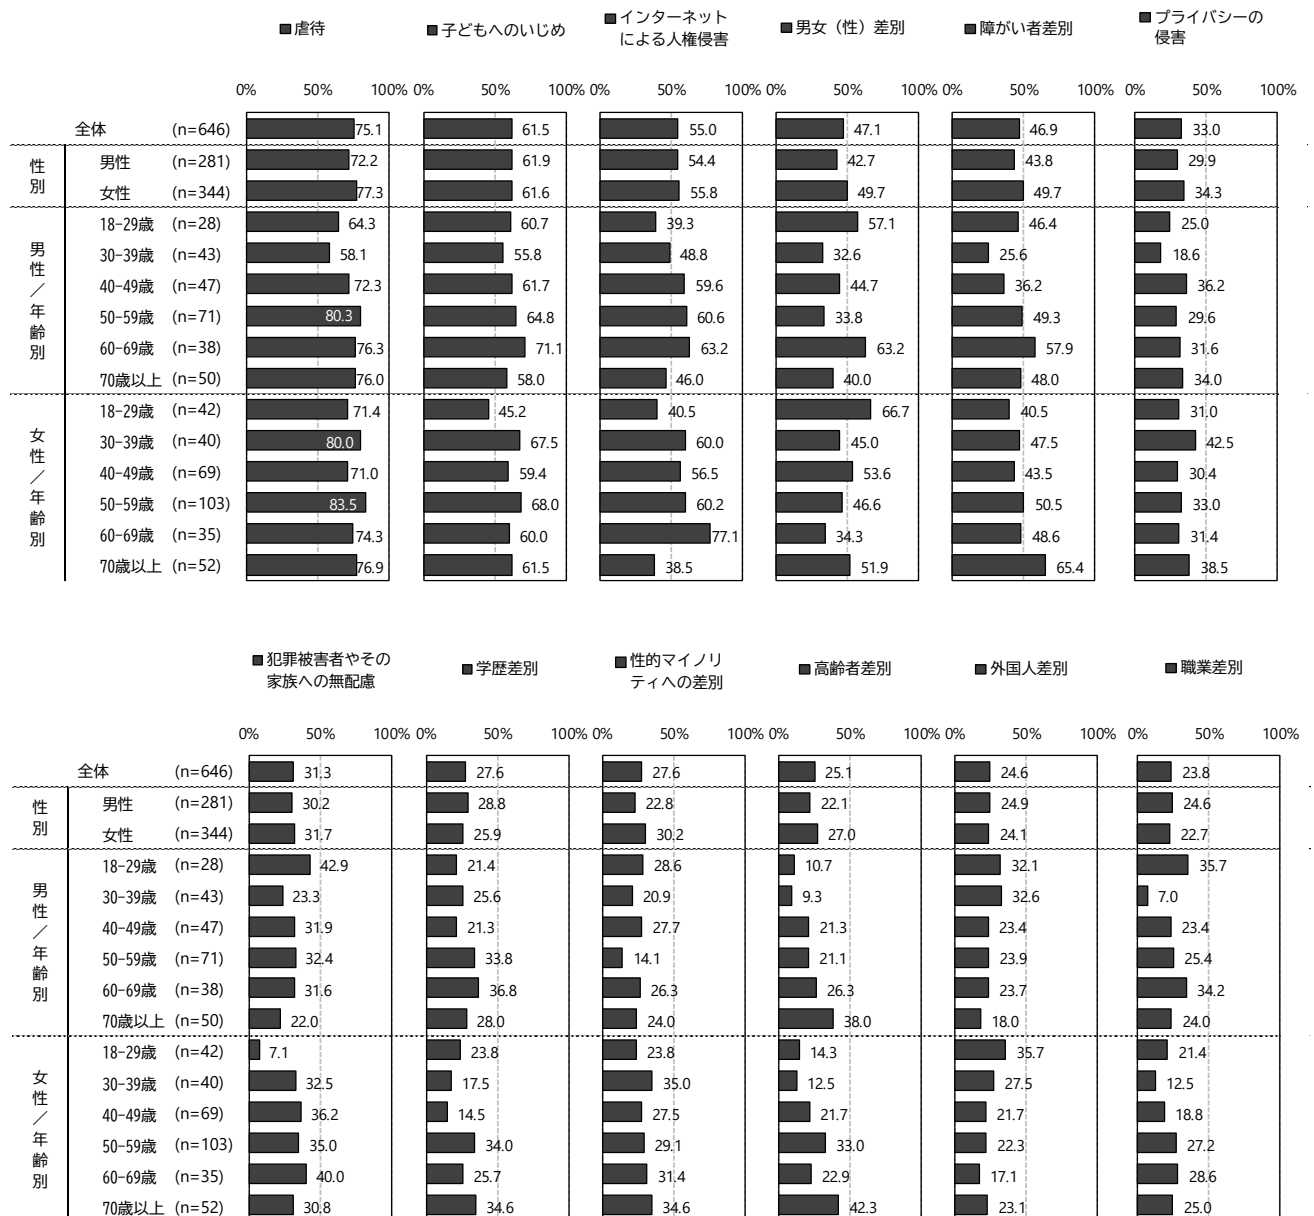 ■虐待 ■子どもへのいじめ ■インターネット ■男女（性）差別 ■障がい者差別 ■プライバシーの
による人権侵害 侵害
0% 50% 100% 0% 50% 100% 0% 50% 100% 0% 50% 100% 0% 50% 100% 0% 50% 100%
全体 (n=646) 75.1 61.5 55.0 47.1 46.9 33.0
性別
男性 (n=281) 72.2 61.9 54.4 42.7 43.8 29.9
女性 (n=344) 77.3 61.6 55.8 49.7 49.7 34.3
男性／年齢別
18-29歳 (n=28) 64.3 60.7 39.3 57.1 46.4 25.0
30-39歳 (n=43) 58.1 55.8 48.8 32.6 25.6 18.6
40-49歳 (n=47) 72.3 61.7 59.6 44.7 36.2 36.2
50-59歳 (n=71) 80.3 64.8 60.6 33.8 49.3 29.6
60-69歳 (n=38) 76.3 71.1 63.2 63.2 57.9 31.6
70歳以上 (n=50) 76.0 58.0 46.0 40.0 48.0 34.0
女性／年齢別
18-29歳 (n=42) 71.4 45.2 40.5 66.7 40.5 31.0
30-39歳 (n=40) 80.0 67.5 60.0 45.0 47.5 42.5
40-49歳 (n=69) 71.0 59.4 56.5 53.6 43.5 30.4
50-59歳 (n=103) 83.5 68.0 60.2 46.6 50.5 33.0
60-69歳 (n=35) 74.3 60.0 77.1 34.3 48.6 31.4
70歳以上 (n=52) 76.9 61.5 38.5 51.9 65.4 38.5
■犯罪被害者やその ■学歴差別 ■性的マイノリ ■高齢者差別 ■外国人差別 ■職業差別
家族への無配慮 ティへの差別
0% 50% 100% 0% 50% 100% 0% 50% 100% 0% 50% 100% 0% 50% 100% 0% 50% 100%
全体 (n=646) 31.3 27.6 27.6 25.1 24.6 23.8
性別
男性 (n=281) 30.2 28.8 22.8 22.1 24.9 24.6
女性 (n=344) 31.7 25.9 30.2 27.0 24.1 22.7
男性／年齢別
18-29歳 (n=28) 42.9 21.4 28.6 10.7 32.1 35.7
30-39歳 (n=43) 23.3 25.6 20.9 9.3 32.6 7.0
40-49歳 (n=47) 31.9 21.3 27.7 21.3 23.4 23.4
50-59歳 (n=71) 32.4 33.8 14.1 21.1 23.9 25.4
60-69歳 (n=38) 31.6 36.8 26.3 26.3 23.7 34.2
70歳以上 (n=50) 22.0 28.0 24.0 38.0 18.0 24.0
女性／年齢別
18-29歳 (n=42) 7.1 23.8 23.8 14.3 35.7 21.4
30-39歳 (n=40) 32.5 17.5 35.0 12.5 27.5 12.5
40-49歳 (n=69) 36.2 14.5 27.5 21.7 21.7 18.8
50-59歳 (n=103) 35.0 34.0 29.1 33.0 22.3 27.2
60-69歳 (n=35) 40.0 25.7 31.4 22.9 17.1 28.6
70歳以上 (n=52) 30.8 34.6 34.6 42.3 23.1 25.0